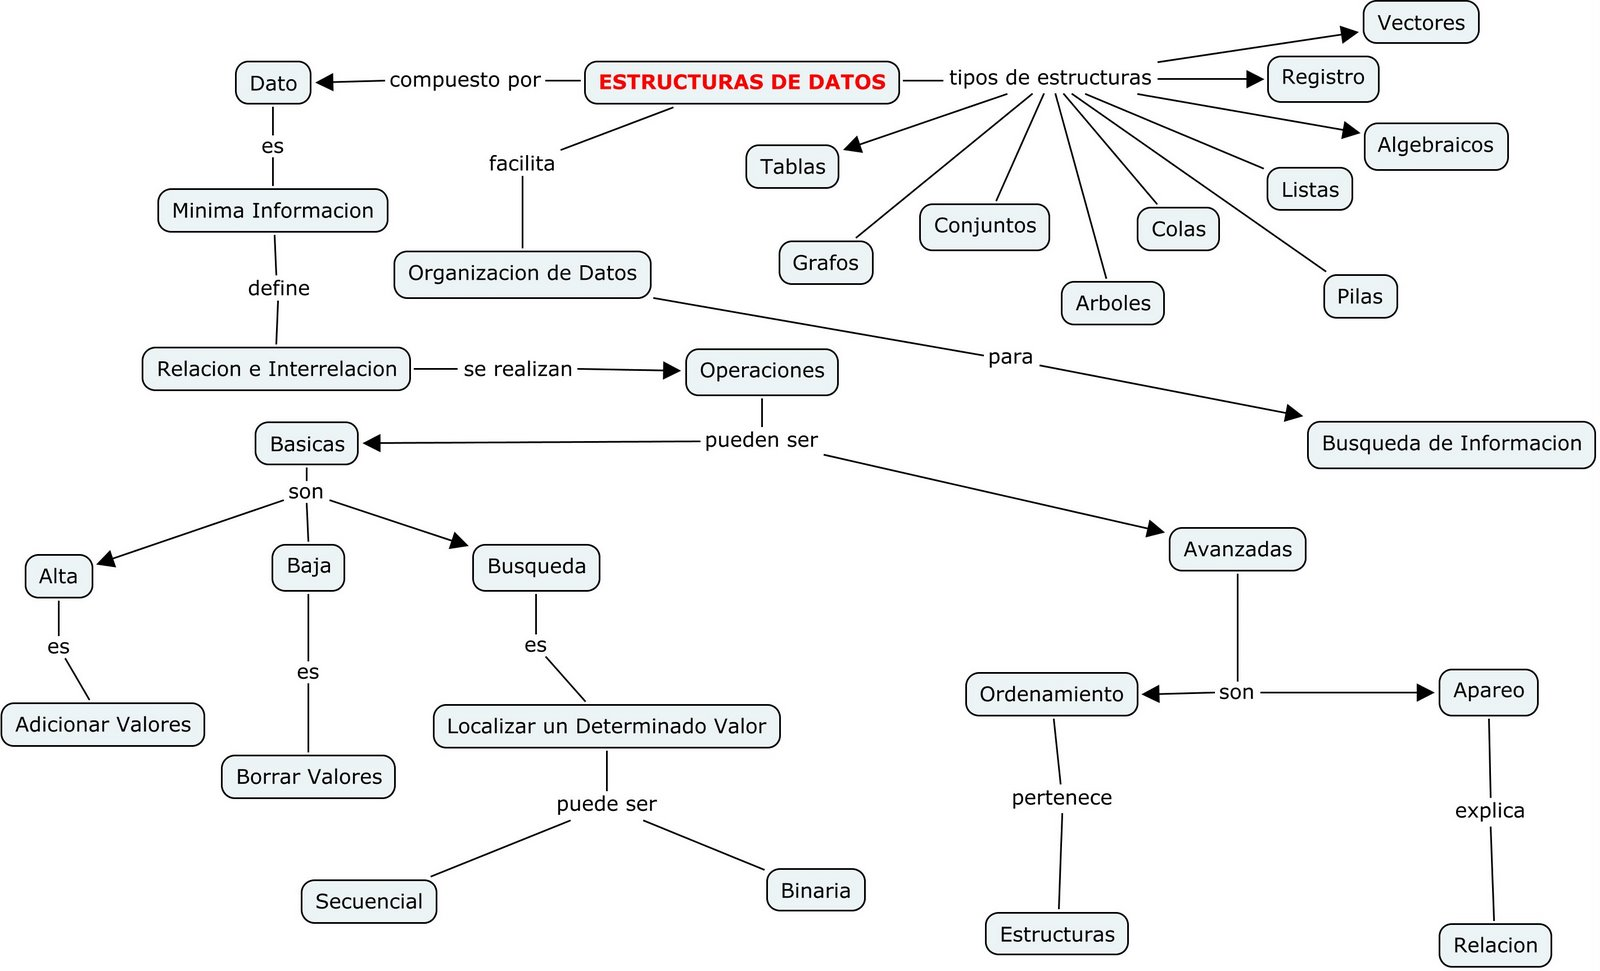 Vectores
Dato
compuesto por
ESTRUCTURAS DE DATOS
tipos de estructuras
Registro
es
facilita
Tablas
Algebraicos
Listas
Minima Informacion
Conjuntos
Colas
Organizacion de Datos
Grafos
define
Arboles
Pilas
Relacion e Interrelacion
se realizan
Operaciones
para
Basicas
pueden ser
Busqueda de Informacion
son
Alta
Baja
Busqueda
Avanzadas
es
es
es
Ordenamiento
son
Apareo
Adicionar Valores
Localizar un Determinado Valor
Borrar Valores
puede ser
pertenece
explica
Secuencial
Binaria
Estructuras
Relacion